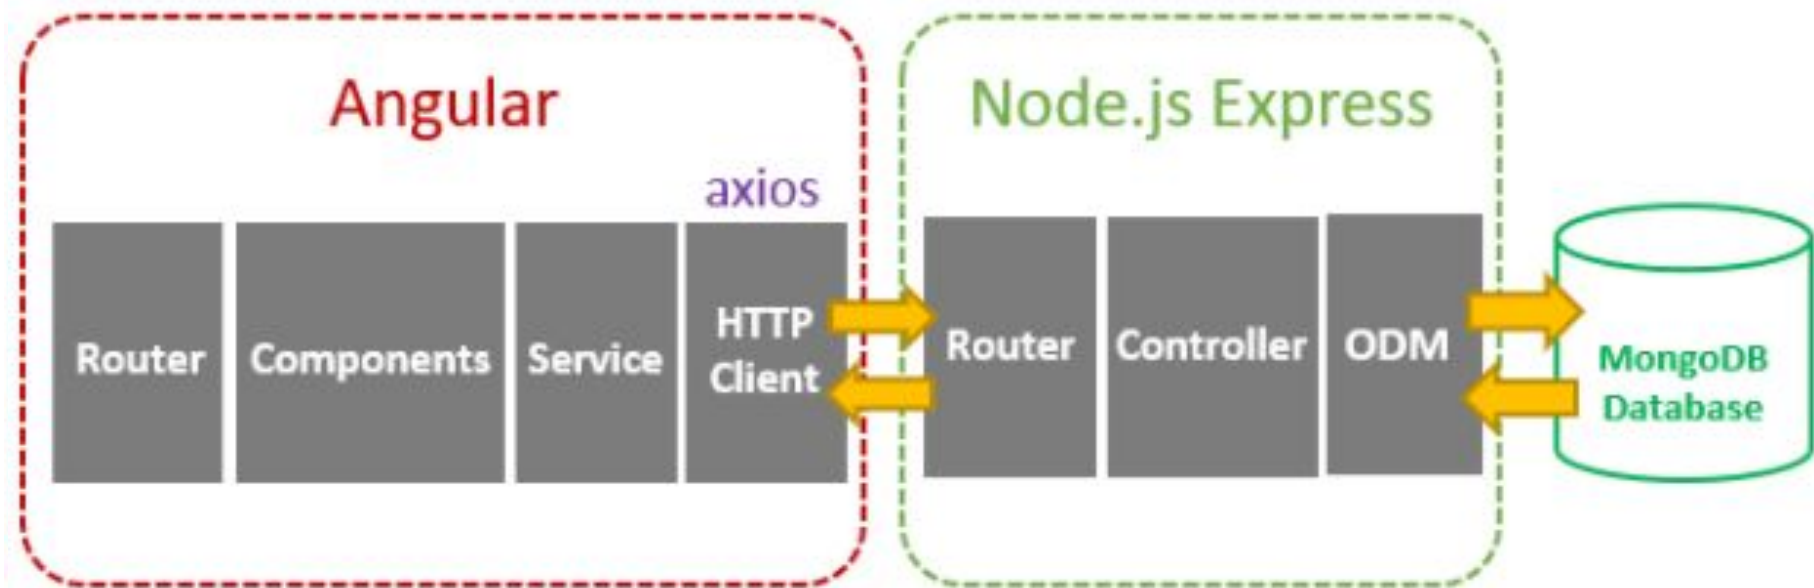 Angular
Node.js Express
axios
Router
Components
Service
HTTP
Client
Router
Controller
ODM
MongoDB
Database